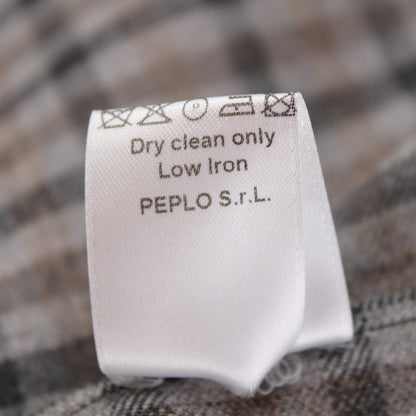 Dry clean only
Low Iron
PEPLO S.r.L.